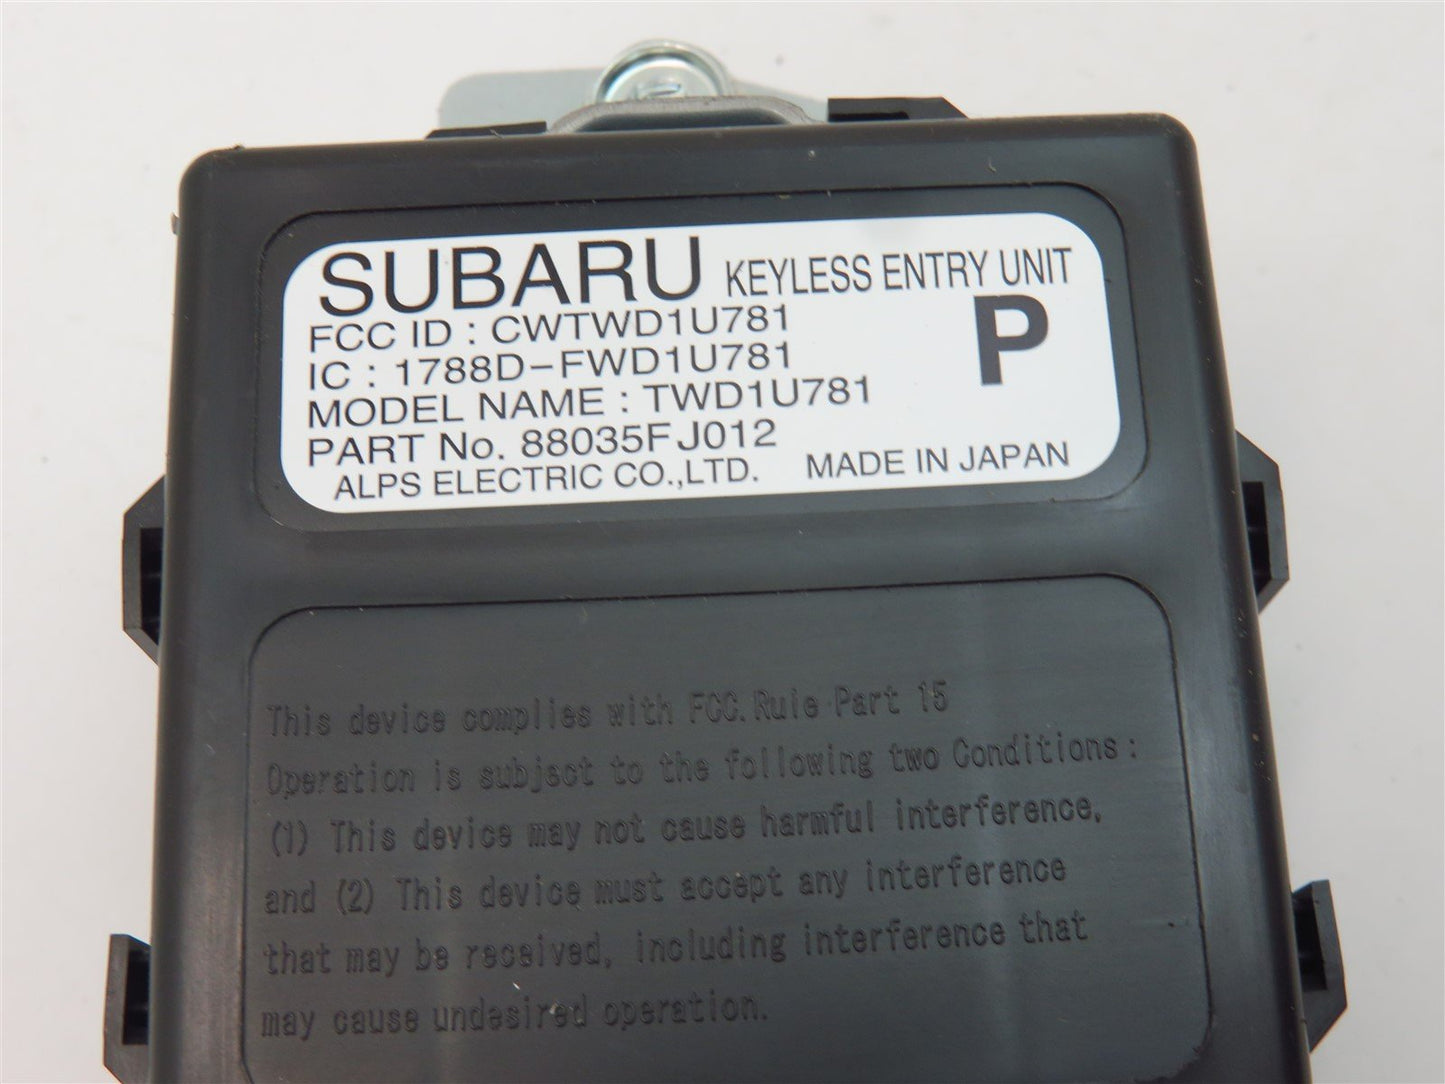 SUBARU KEYLESS ENTRY UNIT
FCC ID : CWTWD1U781
IC : 1788D-FWD1U781
P
MODEL NAME : TWD1U781
PART No. 88035FJ012
ALPS ELECTRIC CO.,LTD. MADE IN JAPAN
This device complies with FCC. Rule Part 15
Operation is subject to the following two Conditions :
(1) This device may not cause harmful interference,
and (2) This device must accept any interference
that may be received, including interference that
may cause undesired operation.